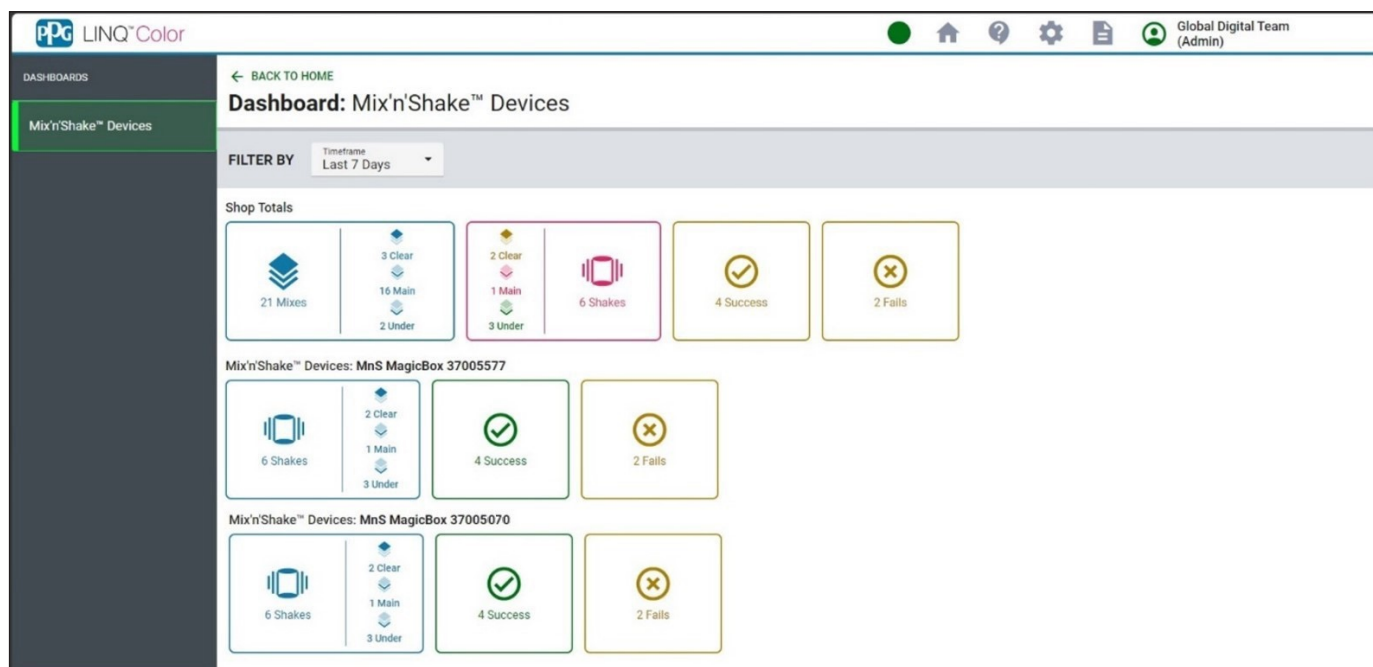 PPG LINQ™Color
Global Digital Team
(Admin)
DASHBOARDS
Mix'n'Shake™ Devices
← BACK TO HOME
Dashboard: Mix'n'Shake™ Devices
FILTER BY
Timeframe
Last 7 Days
Shop Totals
21 Mixes
3 Clear
16 Main
2 Under
2 Clear
1 Main
3 Under
6 Shakes
4 Success
2 Fails
Mix'n'Shake™ Devices: MnS MagicBox 37005577
6 Shakes
2 Clear
1 Main
3 Under
4 Success
2 Fails
Mix'n'Shake™ Devices: MnS MagicBox 37005070
6 Shakes
2 Clear
1 Main
3 Under
4 Success
2 Fails